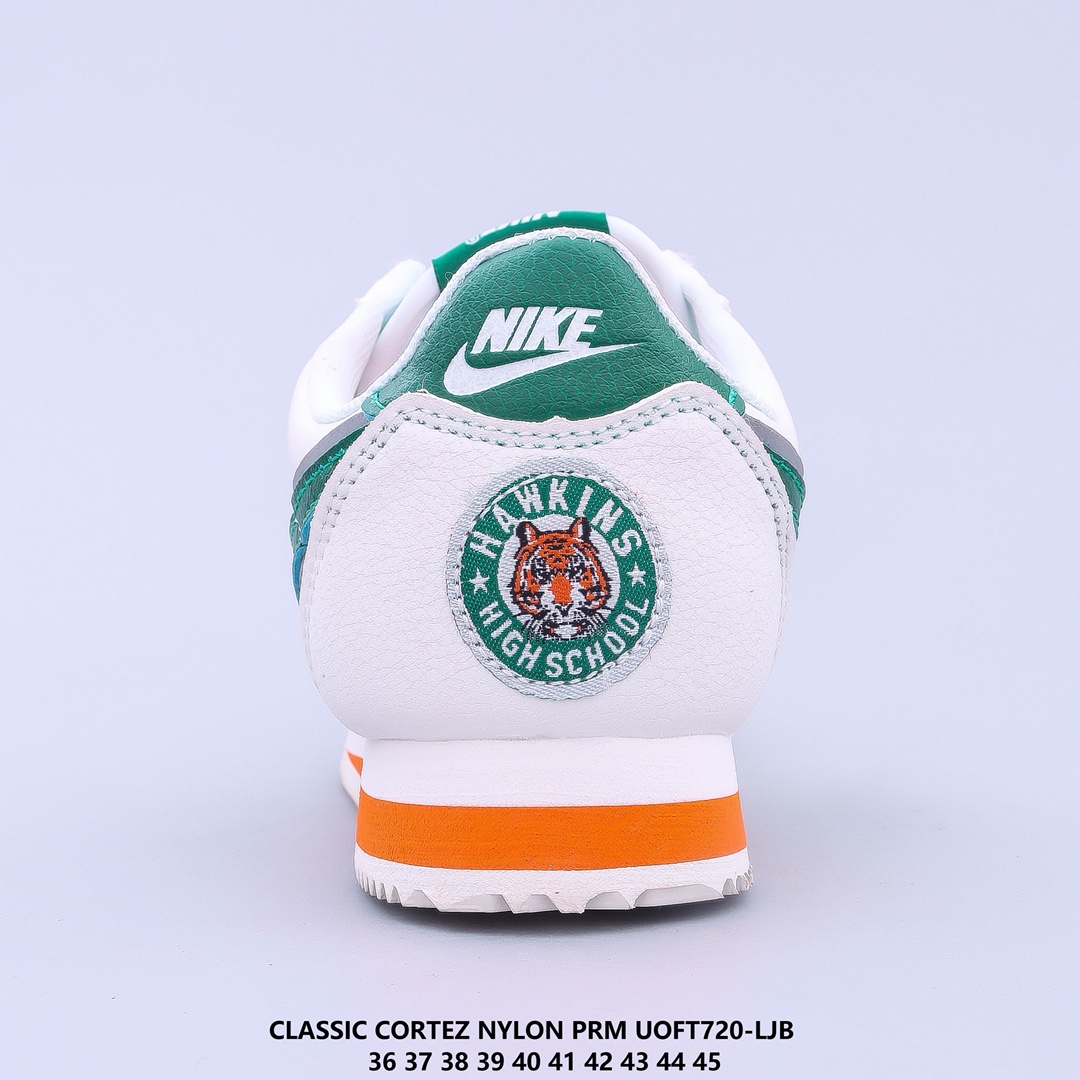 NIKE
HAWKINS
HIGH SCHOOL
CLASSIC CORTEZ NYLON PRM UOFT720-LJB
36 37 38 39 40 41 42 43 44 45